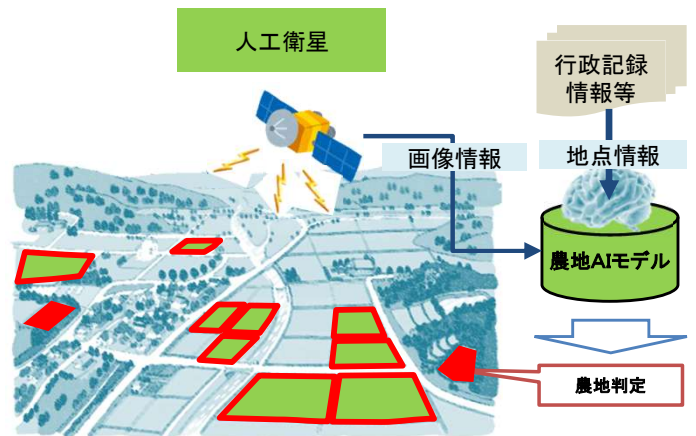 人工衛星
行政記録
情報等
画像情報
地点情報
農地AIモデル
農地判定